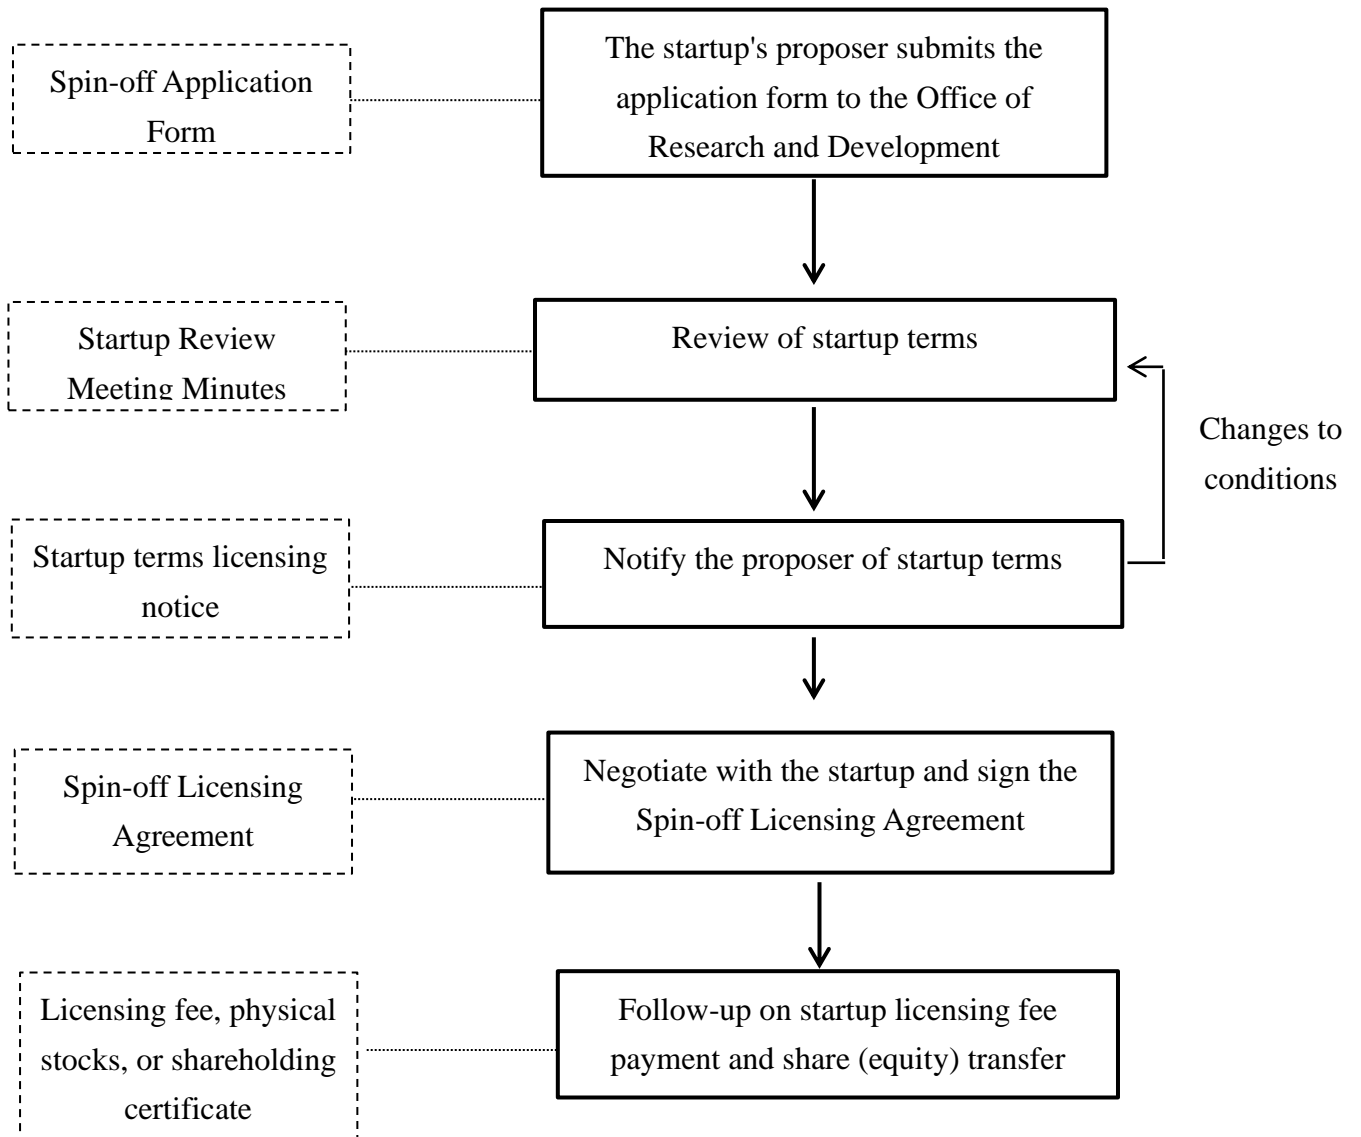 Spin-off Application
Form
The startup's proposer submits the
application form to the Office of
Research and Development
Startup Review
Meeting Minutes
Review of startup terms
Changes to
conditions
Startup terms licensing
notice
Notify the proposer of startup terms
Spin-off Licensing
Agreement
Negotiate with the startup and sign the
Spin-off Licensing Agreement
Licensing fee, physical
stocks, or shareholding
certificate
Follow-up on startup licensing fee
payment and share (equity) transfer